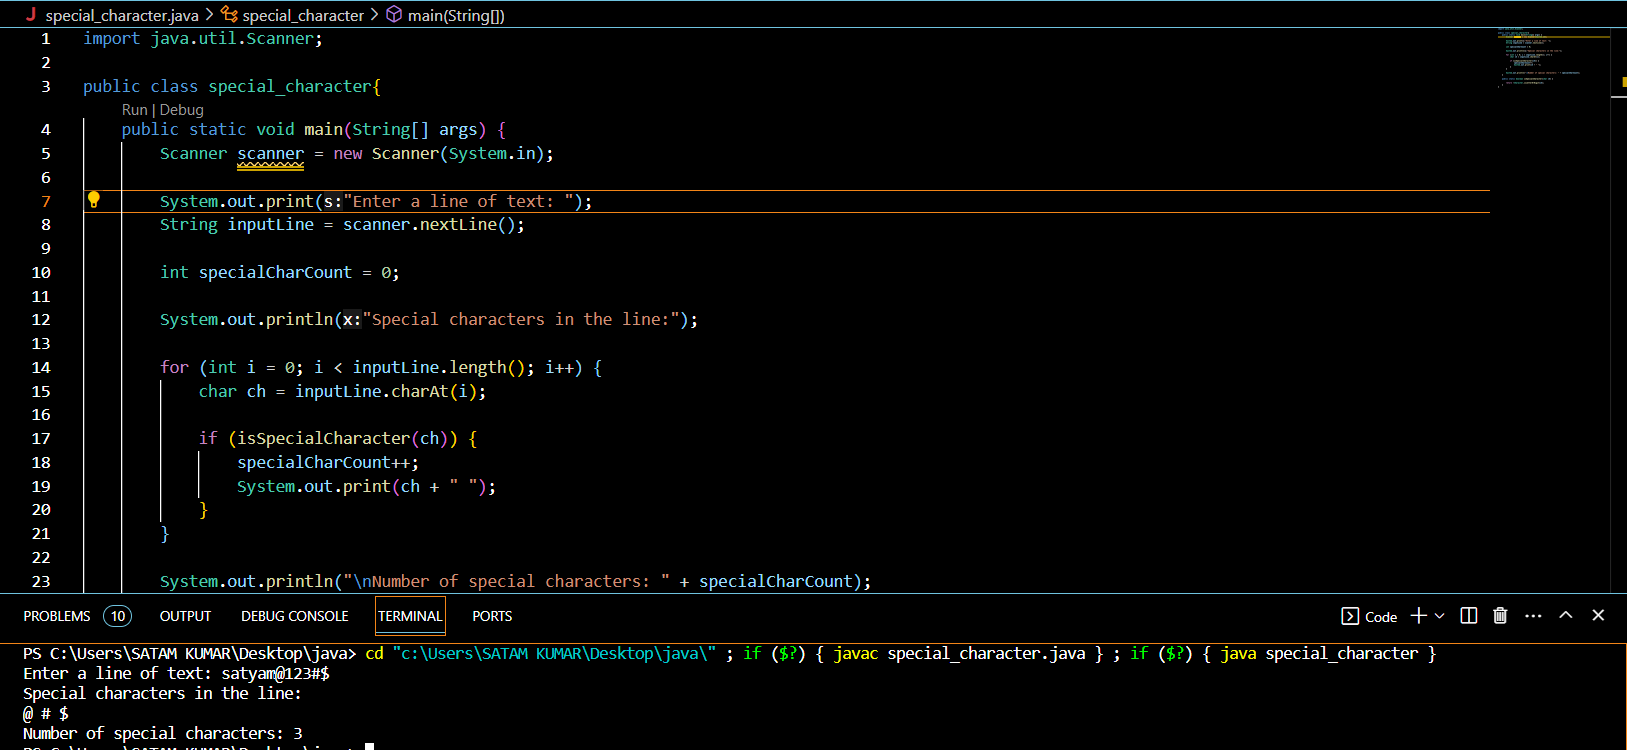 special_character.java > special_character > main(String[])
1 import java.util.Scanner;
2
3 public class special_character{
Run | Debug
4 public static void main(String[] args) {
5 Scanner scanner = new Scanner(System.in);
6
7 System.out.print(s:"Enter a line of text: ");
8 String inputLine = scanner.nextLine();
9
10 int specialCharCount = 0;
11
12 System.out.println(x:"Special characters in the line:");
13
14 for (int i = 0; i < inputLine.length(); i++) {
15 char ch = inputLine.charAt(i);
16
17 if (isSpecialCharacter(ch)) {
18 specialCharCount++;
19 System.out.print(ch + " ");
20 }
21 }
22
23 System.out.println("\nNumber of special characters: " + specialCharCount);
PROBLEMS 10 OUTPUT DEBUG CONSOLE TERMINAL PORTS Code
PS C:\Users\SATAM KUMAR\Desktop\java> cd "c:\Users\SATAM KUMAR\Desktop\java\" ; if ($?) { javac special_character.java } ; if ($?) { java special_character }
Enter a line of text: satyam@123#$
Special characters in the line:
@ # $
Number of special characters: 3